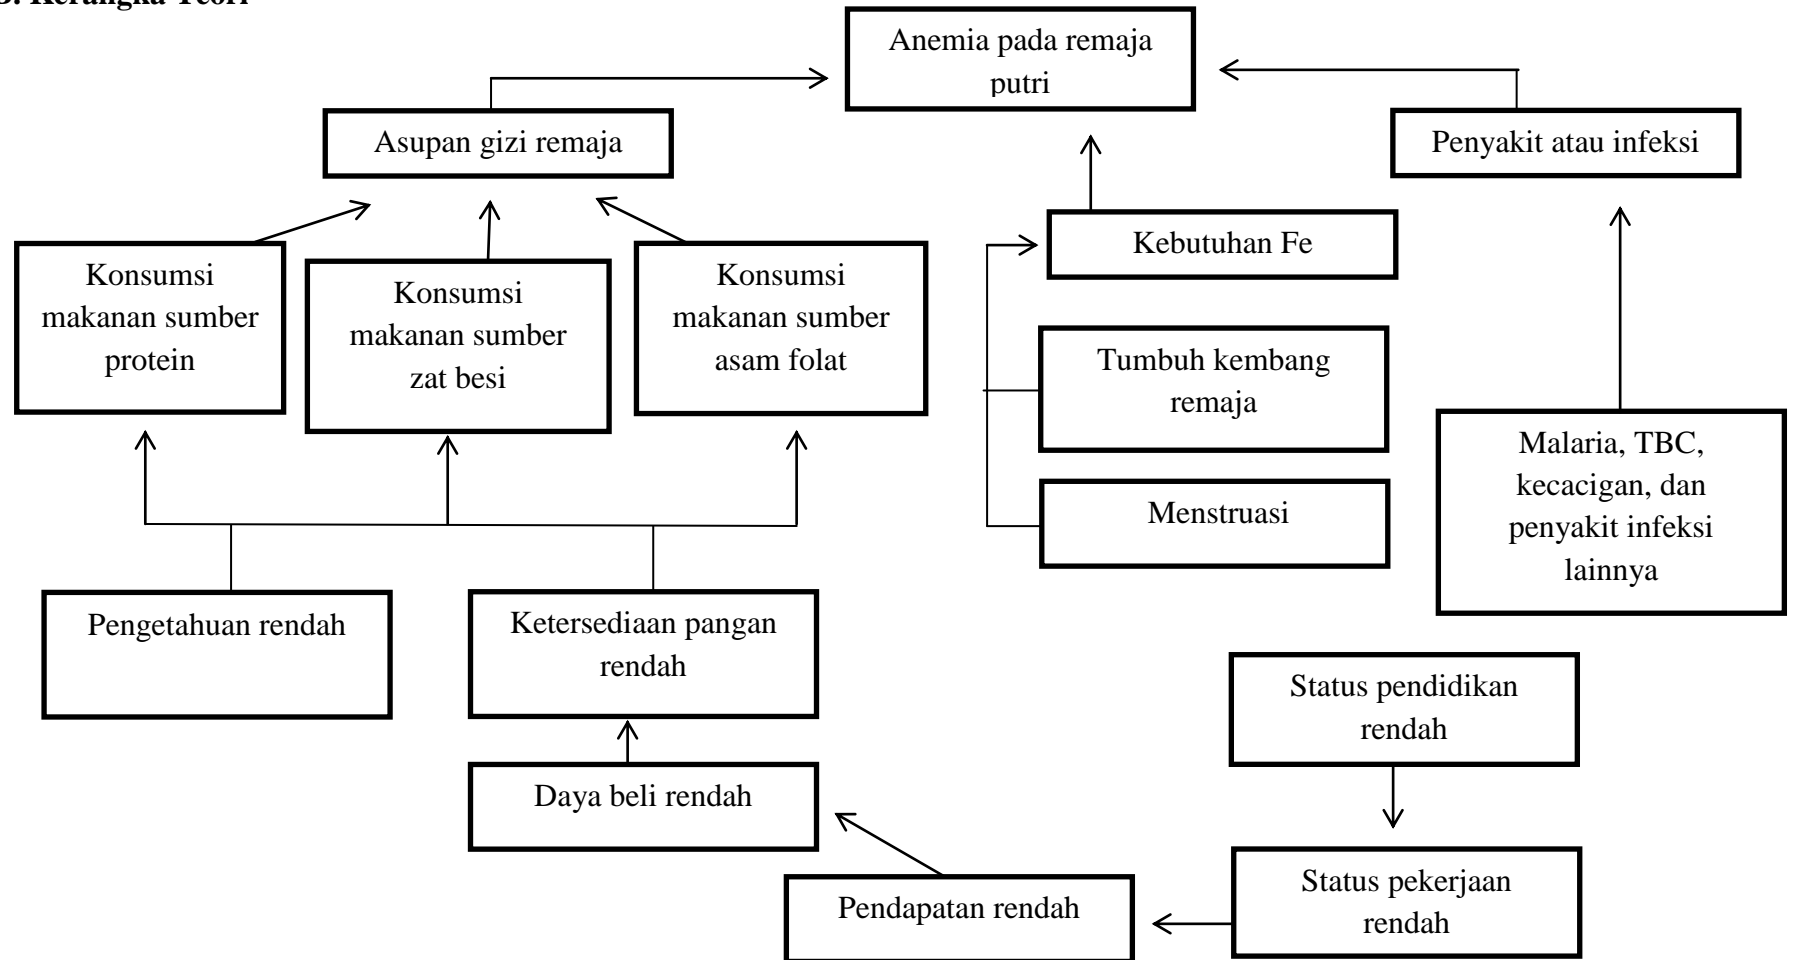 Kerangka Teori
Anemia pada remaja
putri
Asupan gizi remaja
Penyakit atau infeksi
Kebutuhan Fe
Konsumsi
makanan sumber
protein
Konsumsi
makanan sumber
zat besi
Konsumsi
makanan sumber
asam folat
Tumbuh kembang
remaja
Menstruasi
Malaria, TBC,
kecacigan, dan
penyakit infeksi
lainnya
Pengetahuan rendah
Ketersediaan pangan
rendah
Status pendidikan
rendah
Daya beli rendah
Pendapatan rendah
Status pekerjaan
rendah